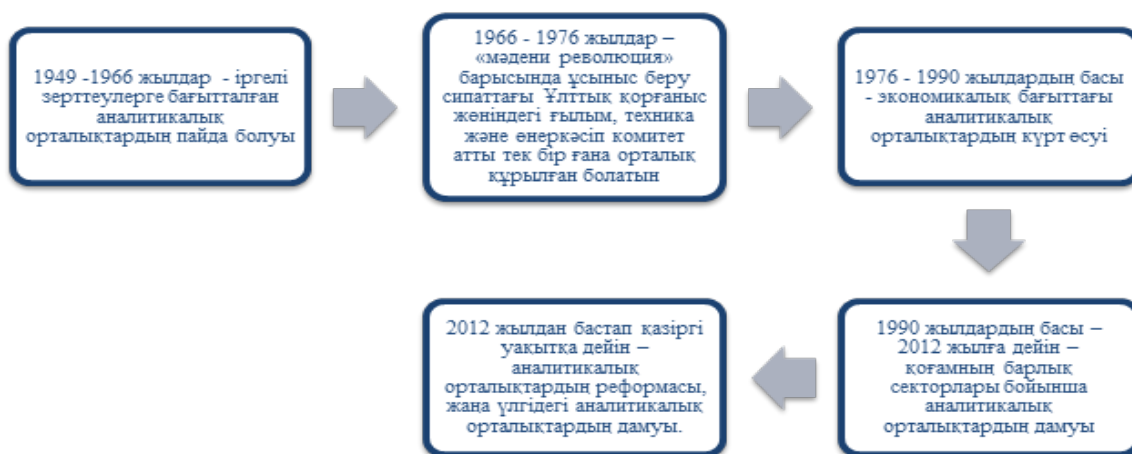 1949 -1966 жылдар - іргелі
зерттеулерге бағытталған
аналитикалық
орталықтардың пайда болуы
1966 - 1976 жылдар –
«мәдени революция»
барысында ұсыныс беру
сипаттағы Ұлттық қорғаныс
жөніндегі ғылым, техника
және өнеркәсіп комитет
атты тек бір ғана орталық
құрылған болатын
1976 - 1990 жылдардың басы
- экономикалық бағыттағы
аналитикалық
орталықтардың күрт өсуі
1990 жылдардың басы –
2012 жылға дейін –
қоғамның барлық
секторлары бойынша
аналитикалық
орталықтардың дамуы
2012 жылдан бастап қазіргі
уақытқа дейін –
аналитикалық
орталықтардың реформасы,
жаңа үлгідегі аналитикалық
орталықтардың дамуы.